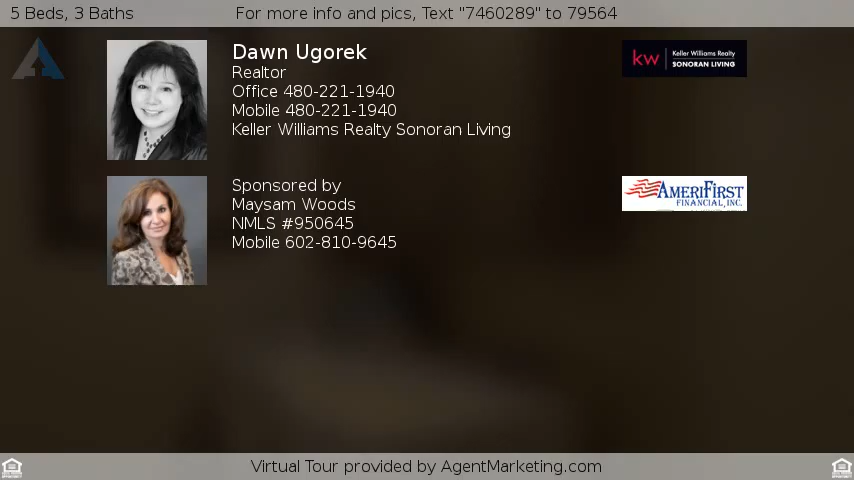 5 Beds, 3 Baths
For more info and pics, Text "7460289" to 79564
Dawn Ugorek
Realtor
Office 480-221-1940
Mobile 480-221-1940
Keller Williams Realty Sonoran Living
kw Keller Williams Realty
SONORAN LIVING
Sponsored by
Maysam Woods
NMLS #950645
Mobile 602-810-9645
AMERIFIRST
FINANCIAL, INC.
Virtual Tour provided by AgentMarketing.com